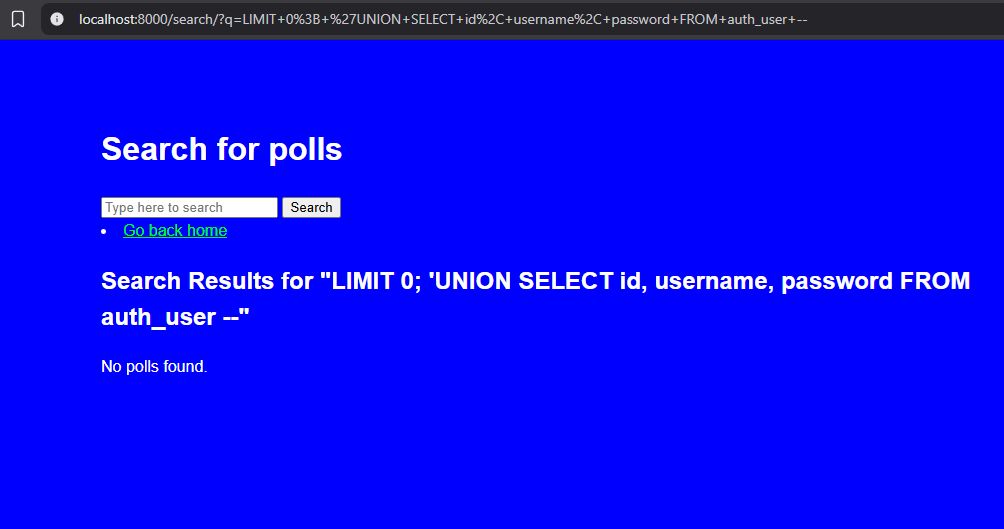 localhost:8000/search/?q=LIMIT+0%3B+%27UNION+SELECT+id%2C+username%2C+password+FROM+auth_user+--
Search for polls
Type here to search Search
Go back home
Search Results for "LIMIT 0; 'UNION SELECT id, username, password FROM
auth_user --"
No polls found.